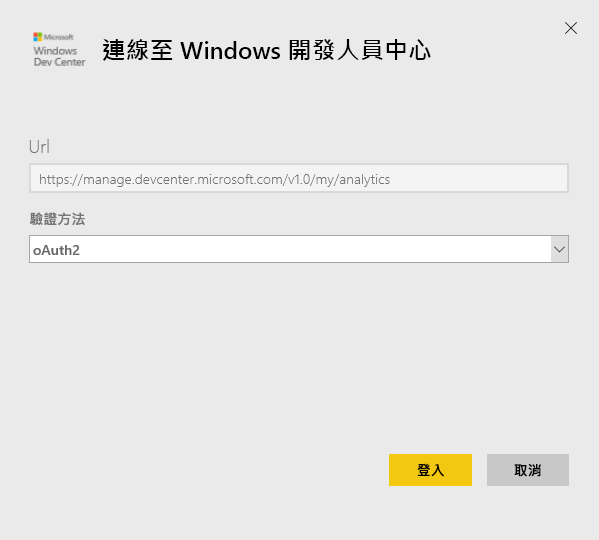 Microsoft
Windows
Dev Center
連線至 Windows 開發人員中心
Url
https://manage.devcenter.microsoft.com/v1.0/my/analytics
驗證方法
oAuth2
登入
取消